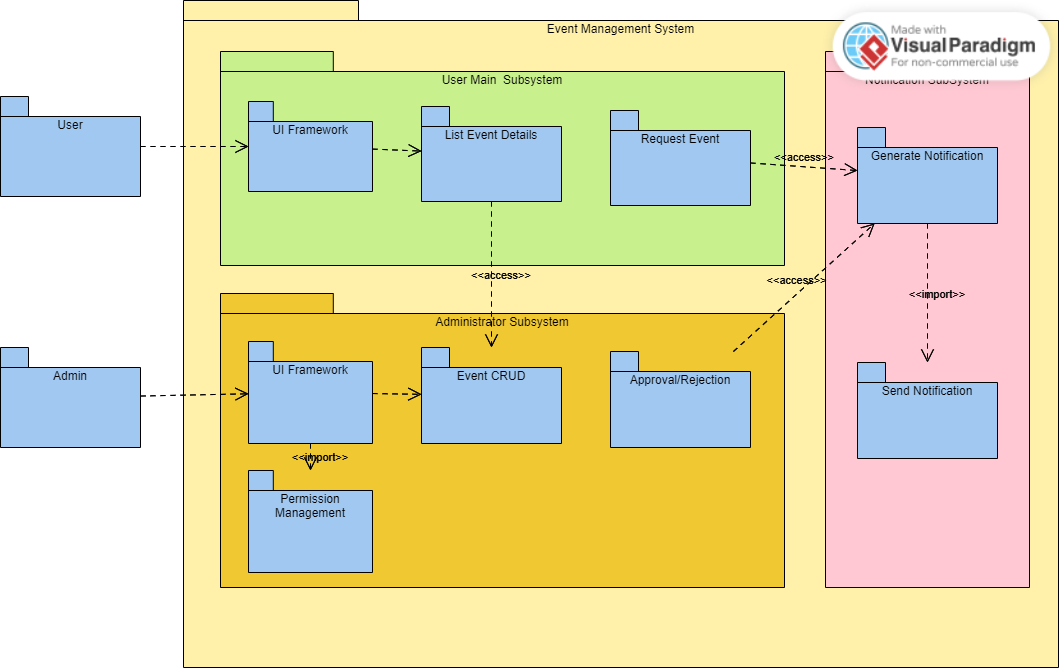 Event Management System
Made with
VisualParadigm
For non-commercial use
User Main  Subsystem
Notification SubSystem
User
UI Framework
List Event Details
Request Event
<<access>>
Generate Notification
<<access>>
<<access>>
<<import>>
Administrator Subsystem
Admin
UI Framework
Event CRUD
Approval/Rejection
Send Notification
<<import>>
Permission
Management